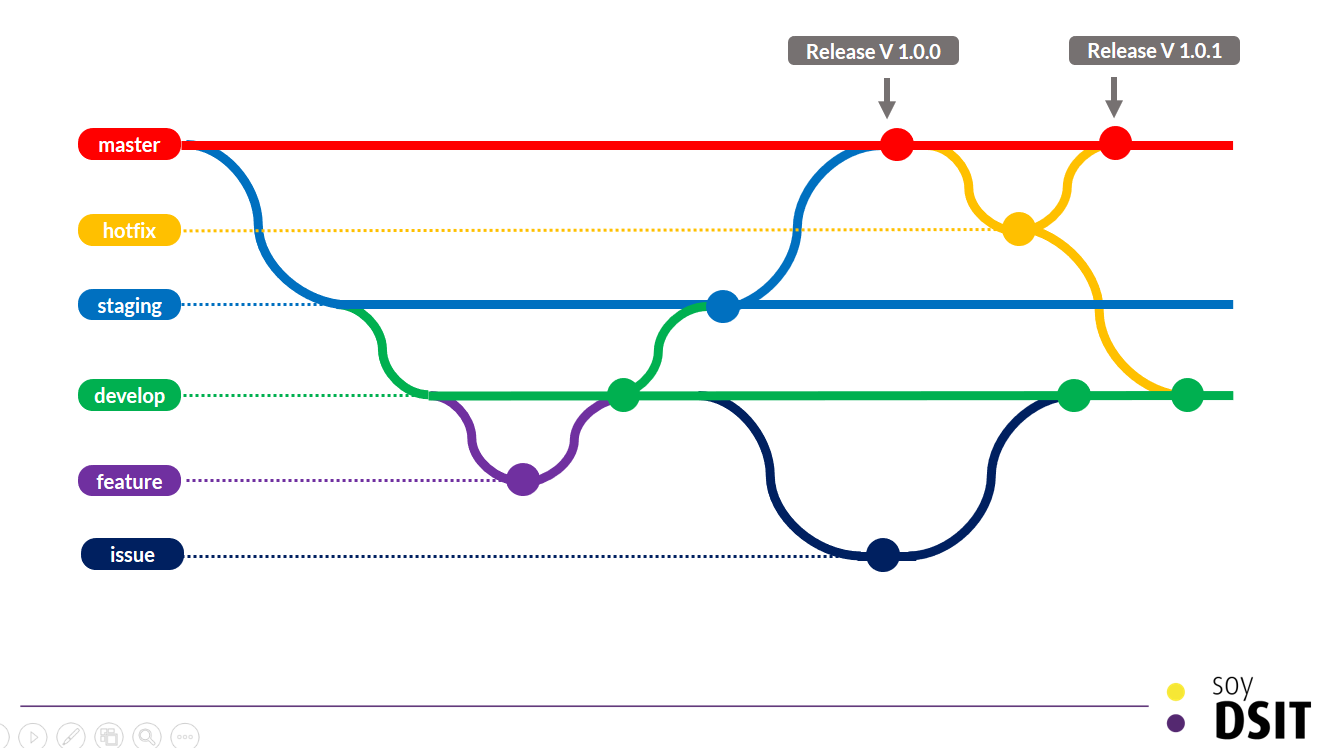 Release V 1.0.0
Release V 1.0.1
master
hotfix
staging
develop
feature
issue
soy
DSIT